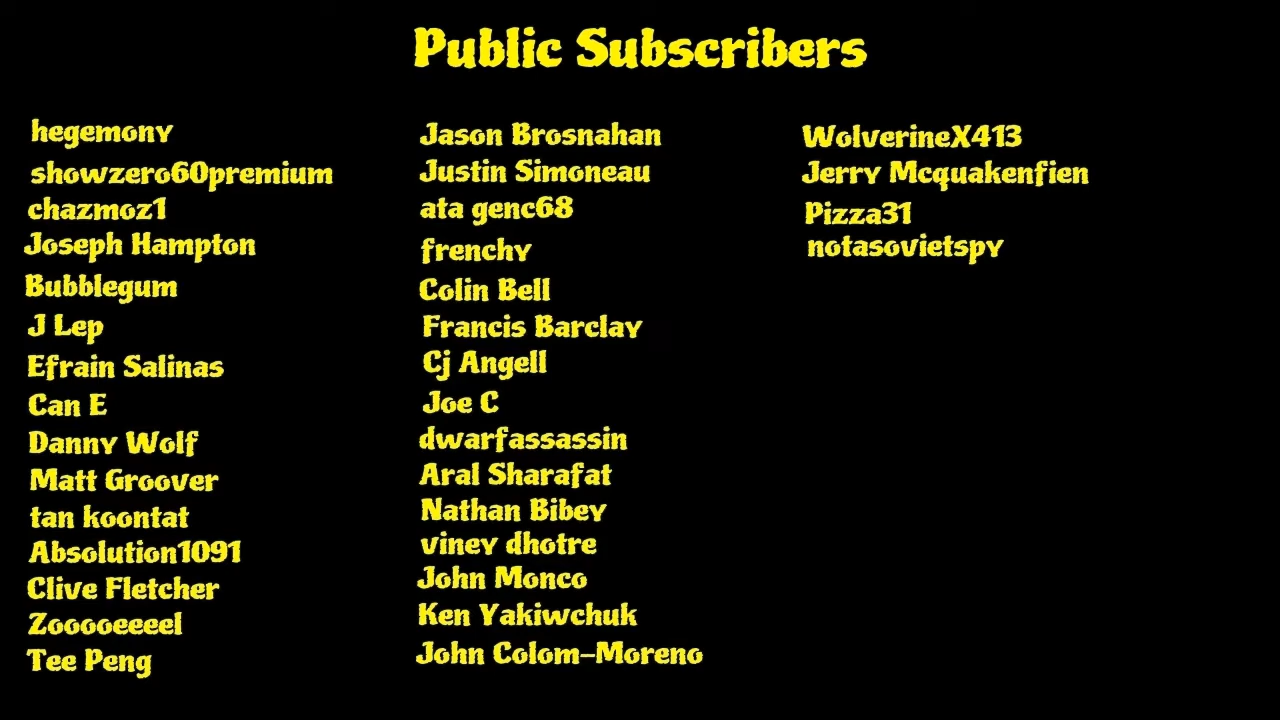 Public Subscribers
hegemony
showzero60premium
chazmoz1
Joseph Hampton
Bubblegum
J Lep
Efrain Salinas
Can E
Danny Wolf
Matt Groover
tan koontat
Absolution1091
Clive Fletcher
Zooooeeeel
Tee Peng
Jason Brosnahan
Justin Simoneau
ata genc68
frenchy
Colin Bell
Francis Barclay
Cj Angell
Joe C
dwarfassassin
Aral Sharafat
Nathan Bibey
viney dhotre
John Monco
Ken Yakiwchuk
John Colom-Moreno
WolverineX413
Jerry Mcquakenfien
Pizza31
notasovietspy